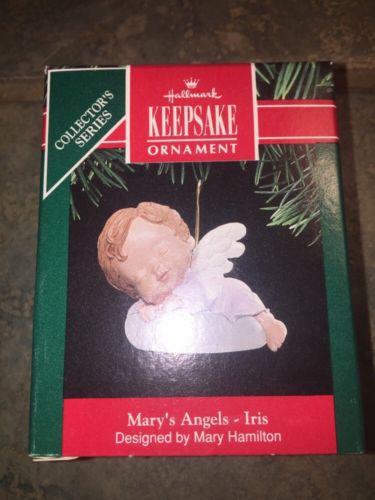 COLLECTOR'S
SERIES
Hallmark
KEEPSAKE
ORNAMENT
Mary's Angels - Iris
Designed by Mary Hamilton